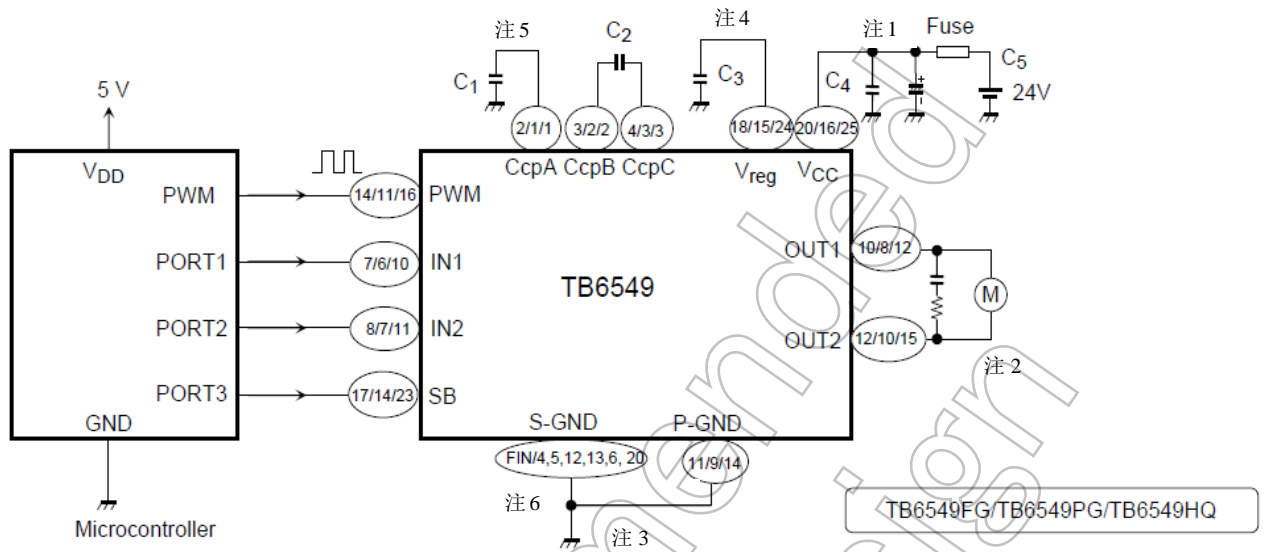 注 5
C2
注 4
注 1
Fuse
C1
C3
C4
+
-
C5
24V
5 V
2/1/1
3/2/2
4/3/3
18/15/24
20/16/25
VDD
CcpA
CcpB
CcpC
Vreg
VCC
PWM
14/11/16
PWM
OUT1
10/8/12
PORT1
7/6/10
IN1
TB6549
M
PORT2
8/7/11
IN2
OUT2
12/10/15
注 2
PORT3
17/14/23
SB
GND
S-GND
P-GND
FIN/4,5,12,13,6, 20
11/9/14
注 6
注 3
Microcontroller
TB6549FG/TB6549PG/TB6549HQ
mended
sign